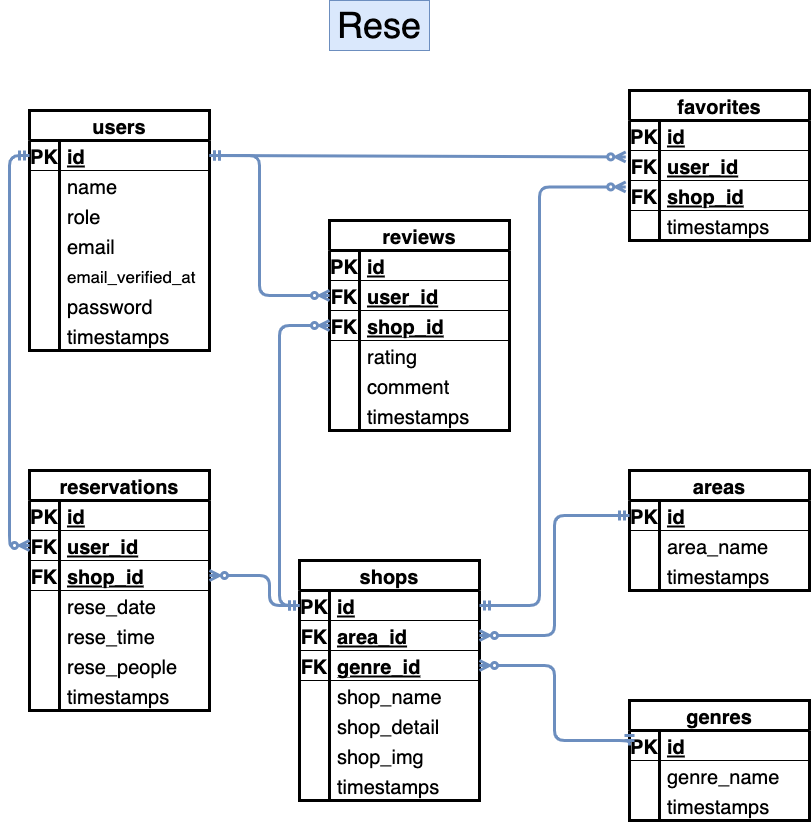 Rese
users
PK id
name
role
email
email_verified_at
password
timestamps
favorites
PK id
FK user_id
FK shop_id
timestamps
reviews
PK id
FK user_id
FK shop_id
rating
comment
timestamps
reservations
PK id
FK user_id
FK shop_id
rese_date
rese_time
rese_people
timestamps
shops
PK id
FK area_id
FK genre_id
shop_name
shop_detail
shop_img
timestamps
areas
PK id
area_name
timestamps
genres
PK id
genre_name
timestamps